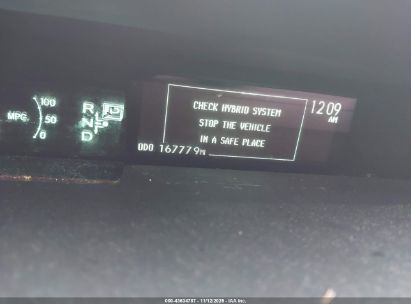 100
MPG 50
0
R
N
D
CHECK HYBRID SYSTEM
STOP THE VEHICLE
IN A SAFE PLACE
12:09
AM
ODO 167779